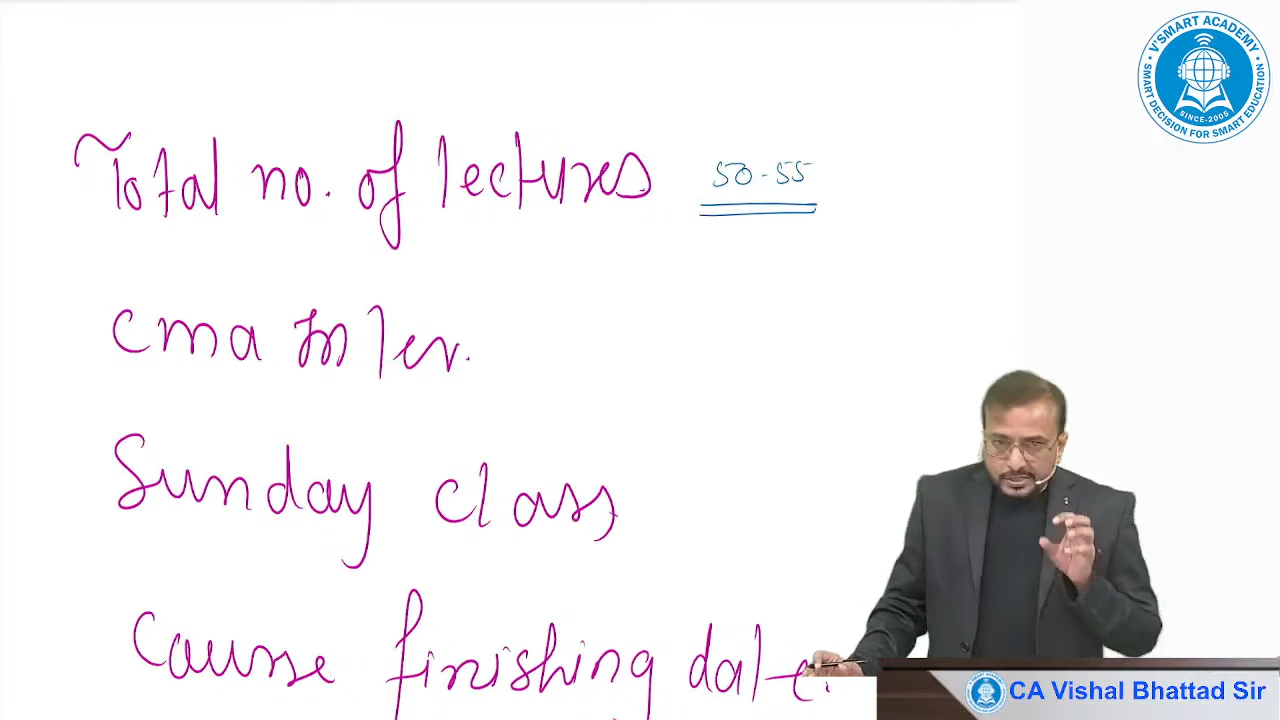 V'SMART ACADEMY
SMART DECISION FOR SMART EDUCATION
SINCE-2005
Total no. of lectures 50-55
cma Inter.
Sunday class
Course finishing date.
CA Vishal Bhattad Sir